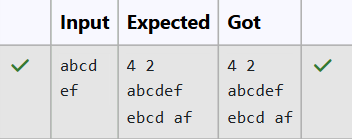 Input Expected Got
abcd 4 2 4 2
ef abcdef abcdef
ebcd af ebcd af